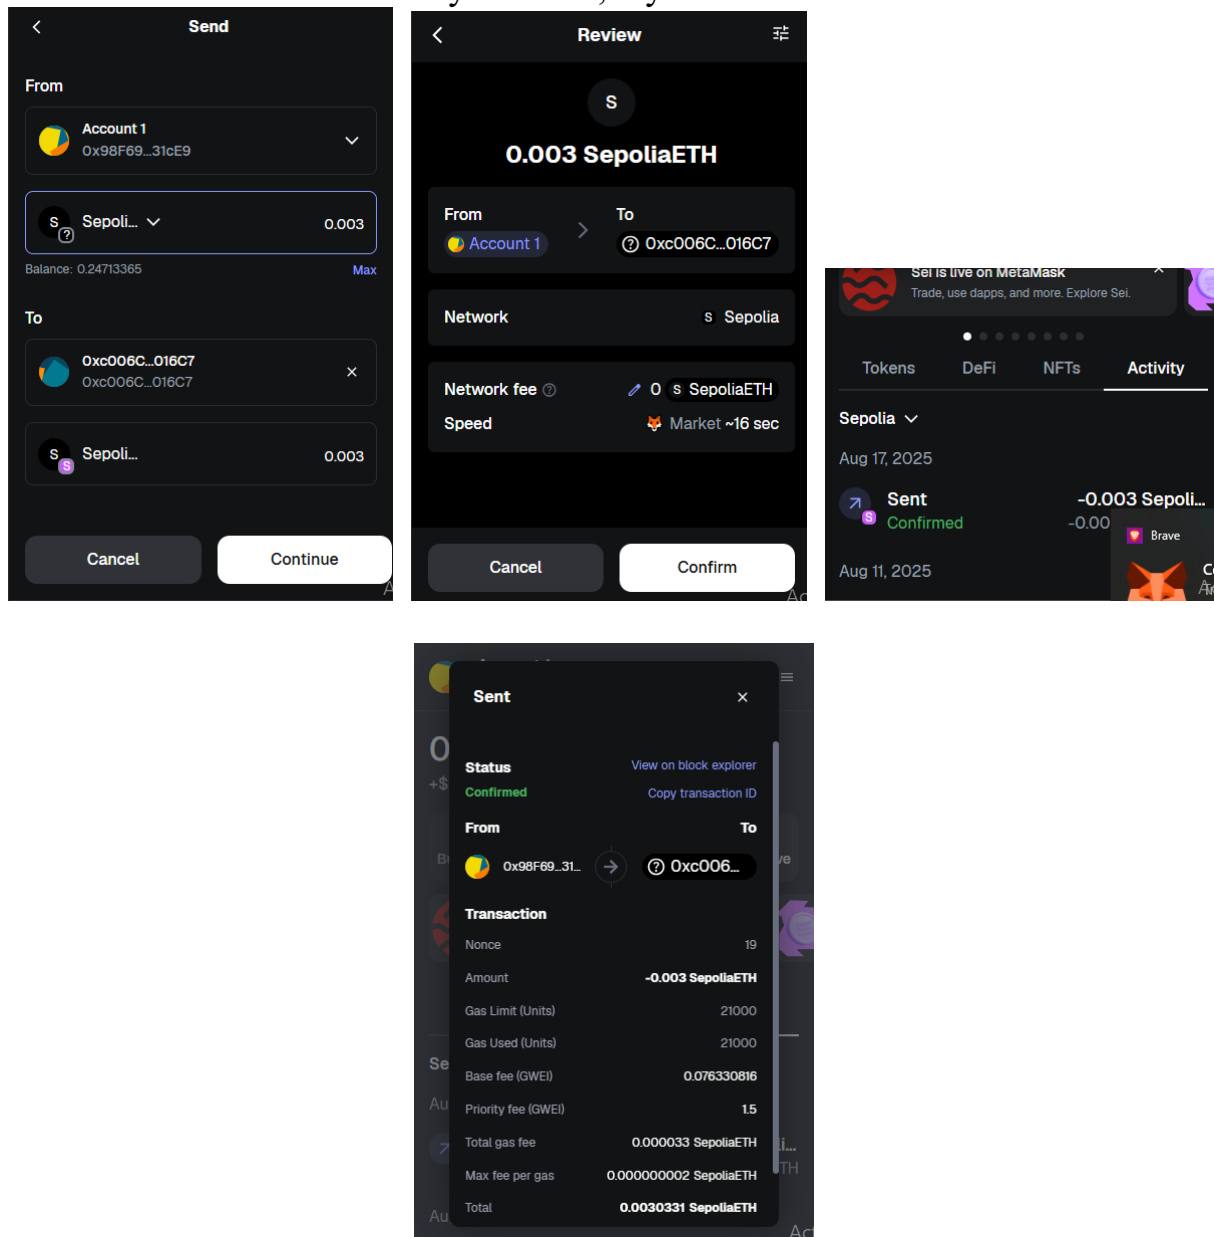 Send
From
Account 1
0x98F69...31cE9
S Sepoli... 0.003
?
Balance: 0.24713365 Max
To
0xc006C...016C7
0xc006C...016C7
S Sepoli... 0.003
S
Cancel Continue
Review
S
0.003 SepoliaETH
From To
Account 1 > ? 0xc006C...016C7
Network S Sepolia
Network fee ? 0 S SepoliaETH
Speed Market ~16 sec
Cancel Confirm
Sei is live on MetaMask
Trade, use dapps, and more. Explore Sei.
Tokens DeFi NFTs Activity
Sepolia
Aug 17, 2025
Sent -0.003 Sepoli...
S Confirmed -0.00
Brave
Aug 11, 2025
Sent
Status View on block explorer
Confirmed Copy transaction ID
From To
0x98F69...31... ? 0xc006...
Transaction
Nonce 19
Amount -0.003 SepoliaETH
Gas Limit (Units) 21000
Gas Used (Units) 21000
Base fee (GWEI) 0.076330816
Priority fee (GWEI) 1.5
Total gas fee 0.000033 SepoliaETH
Max fee per gas 0.000000002 SepoliaETH
Total 0.0030331 SepoliaETH